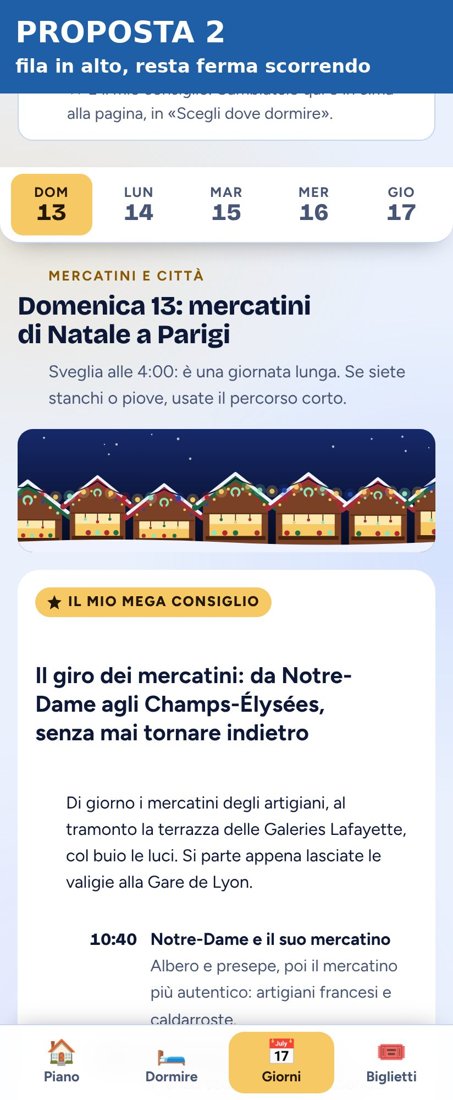 PROPOSTA 2
fila in alto, resta ferma scorrendo
alla pagina, in «Scegli dove dormire».
DOM
13
LUN
14
MAR
15
MER
16
GIO
17
MERCATINI E CITTÀ
Domenica 13: mercatini
di Natale a Parigi
Sveglia alle 4:00: è una giornata lunga. Se siete
stanchi o piove, usate il percorso corto.
★ IL MIO MEGA CONSIGLIO
Il giro dei mercatini: da Notre-
Dame agli Champs-Élysées,
senza mai tornare indietro
Di giorno i mercatini degli artigiani, al
tramonto la terrazza delle Galeries Lafayette,
col buio le luci. Si parte appena lasciate le
valigie alla Gare de Lyon.
10:40 Notre-Dame e il suo mercatino
Albero e presepe, poi il mercatino
più autentico: artigiani francesi e
caldarroste.
July
17
Piano
Dormire
Giorni
Biglietti